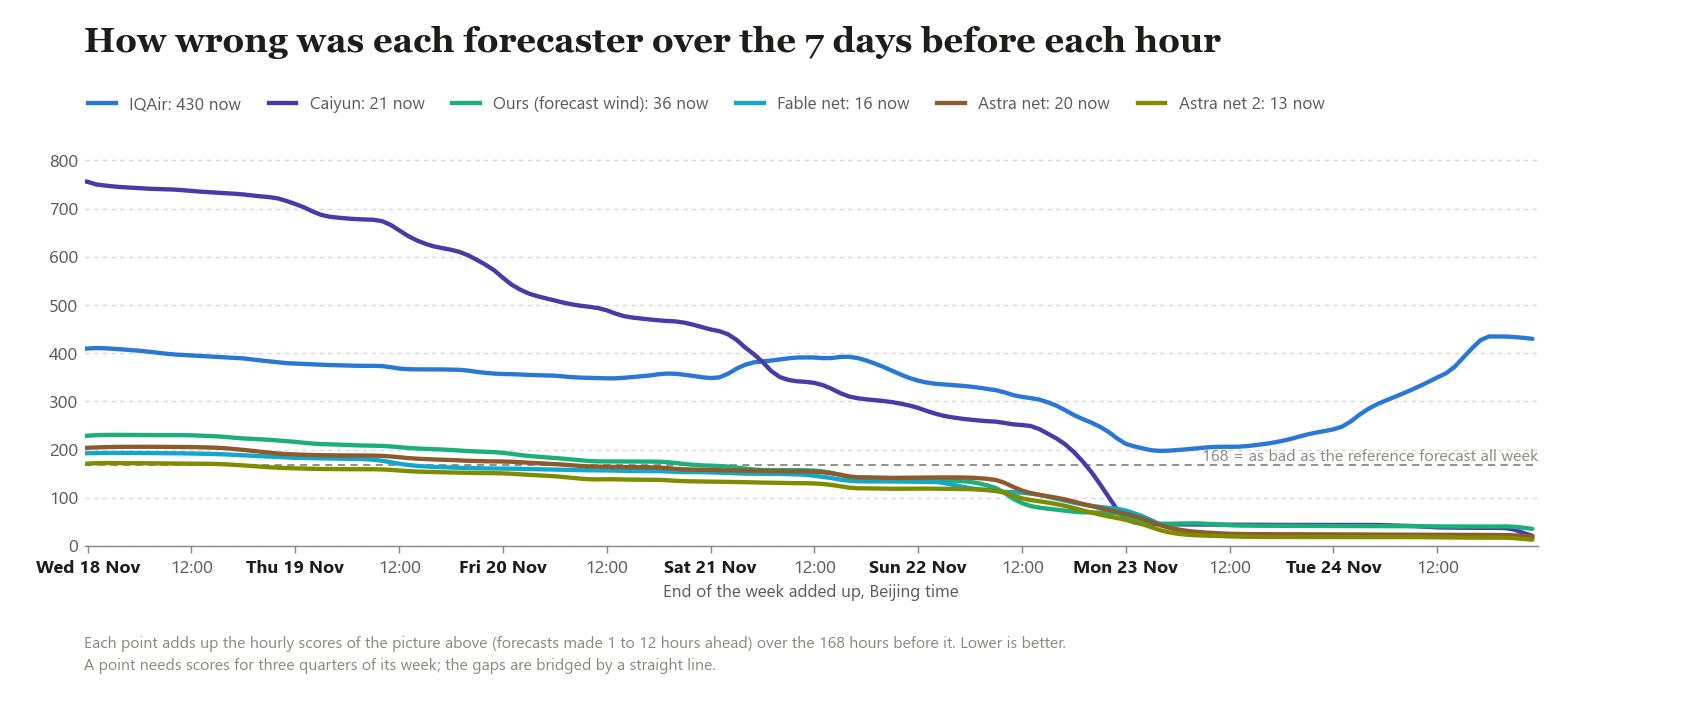 How wrong was each forecaster over the 7 days before each hour
IQAir: 430 now
Caiyun: 21 now
Ours (forecast wind): 36 now
Fable net: 16 now
Astra net: 20 now
Astra net 2: 13 now
800
700
600
500
400
300
200
100
0
168 = as bad as the reference forecast all week
Wed 18 Nov 12:00 Thu 19 Nov 12:00 Fri 20 Nov 12:00 Sat 21 Nov 12:00 Sun 22 Nov 12:00 Mon 23 Nov 12:00 Tue 24 Nov 12:00
End of the week added up, Beijing time
Each point adds up the hourly scores of the picture above (forecasts made 1 to 12 hours ahead) over the 168 hours before it. Lower is better.
A point needs scores for three quarters of its week; the gaps are bridged by a straight line.